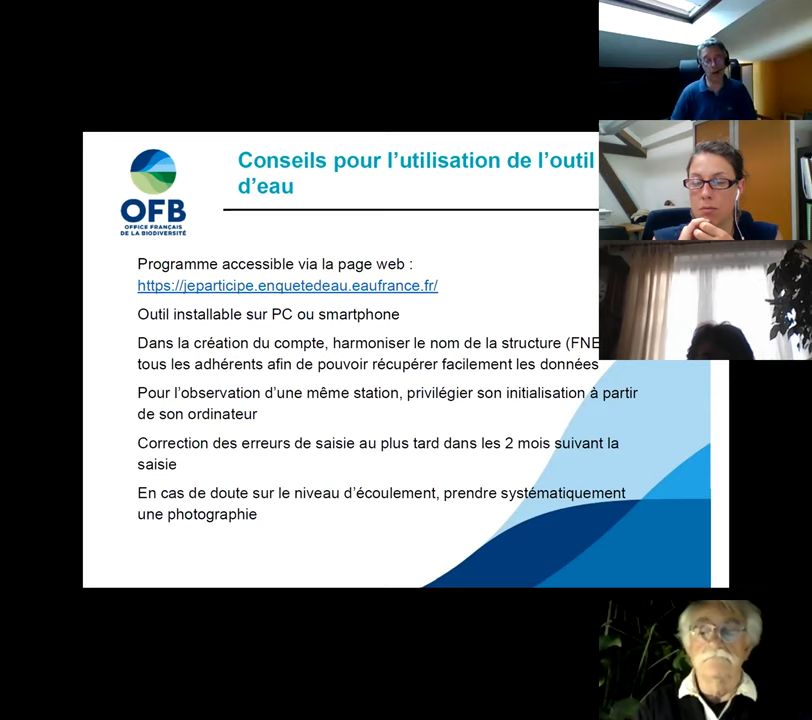 Conseils pour l'utilisation de l'outil
d'eau
OFB
OFFICE FRANÇAIS
DE LA BIODIVERSITÉ
Programme accessible via la page web :
https://jeparticipe.enquetedeau.eaufrance.fr/
Outil installable sur PC ou smartphone
Dans la création du compte, harmoniser le nom de la structure (FNE
tous les adhérents afin de pouvoir récupérer facilement les données
Pour l'observation d'une même station, privilégier son initialisation à partir
de son ordinateur
Correction des erreurs de saisie au plus tard dans les 2 mois suivant la
saisie
En cas de doute sur le niveau d'écoulement, prendre systématiquement
une photographie